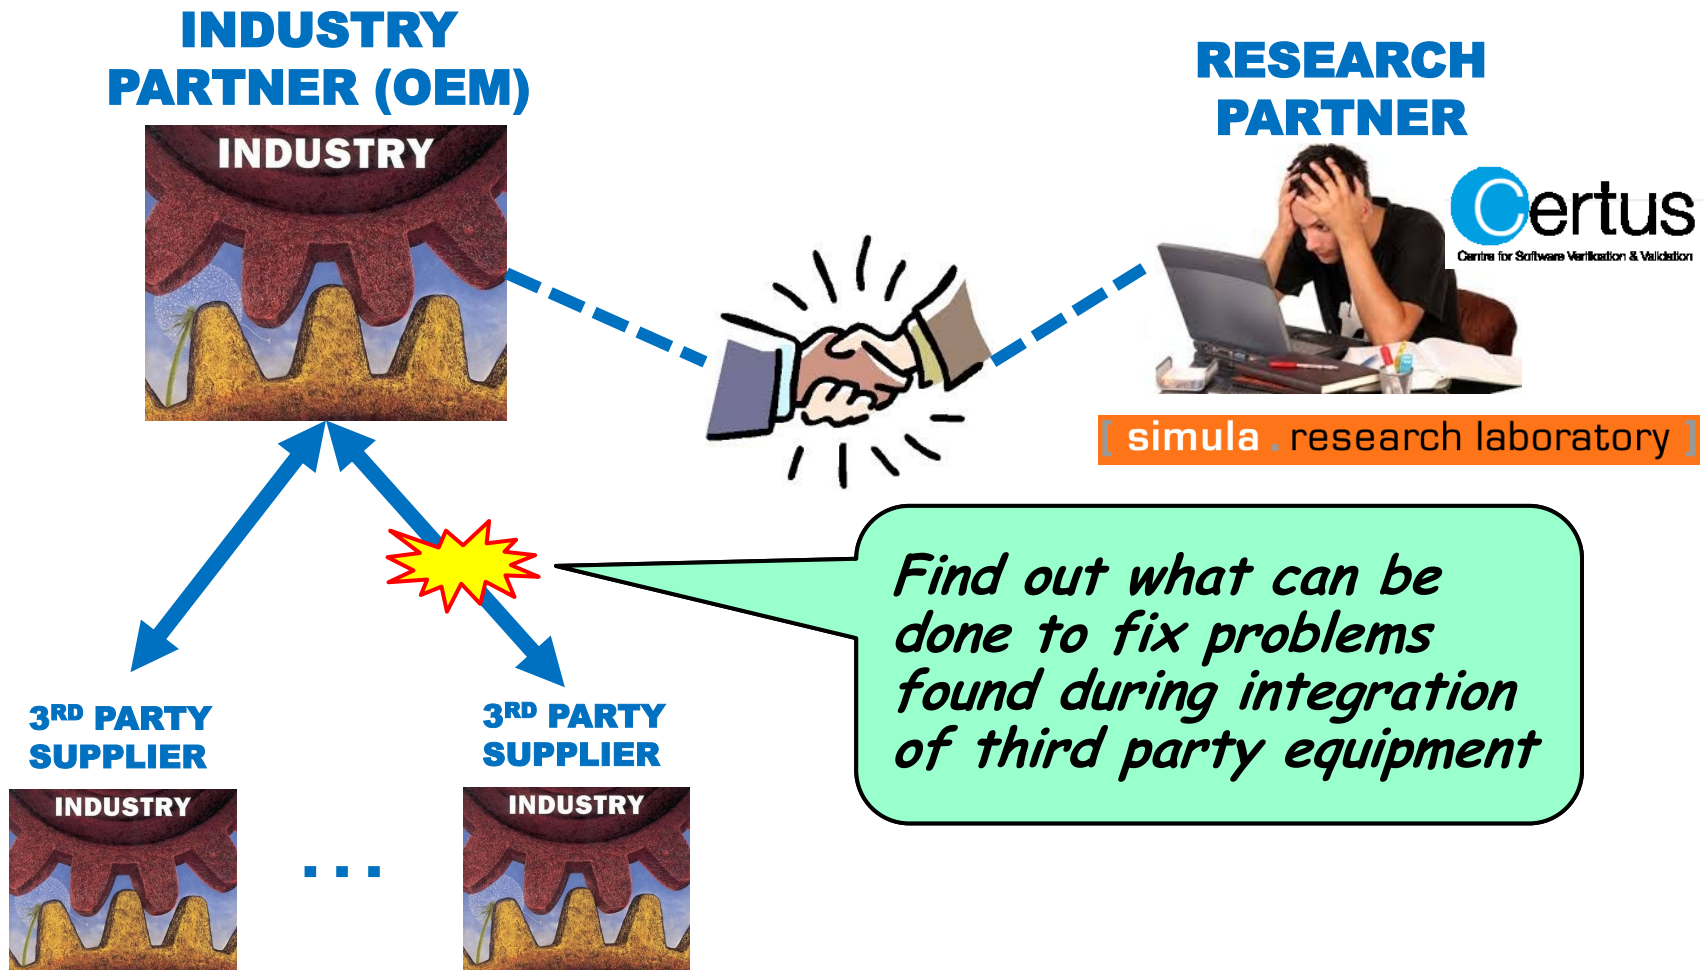 INDUSTRY
PARTNER (OEM)
INDUSTRY
RESEARCH
PARTNER
Certus
Centre for Software Verification & Validation
[ simula . research laboratory ]
Find out what can be
done to fix problems
found during integration
of third party equipment
3RD PARTY
SUPPLIER
INDUSTRY
...
3RD PARTY
SUPPLIER
INDUSTRY